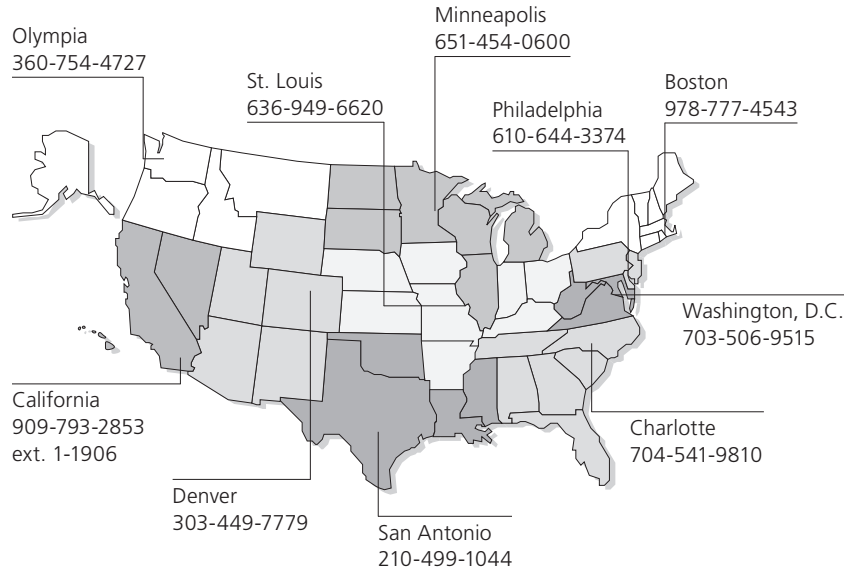 Minneapolis
651-454-0600
Olympia
360-754-4727
St. Louis
636-949-6620
Boston
978-777-4543
Philadelphia
610-644-3374
Washington, D.C.
703-506-9515
California
909-793-2853
ext. 1-1906
Charlotte
704-541-9810
Denver
303-449-7779
San Antonio
210-499-1044